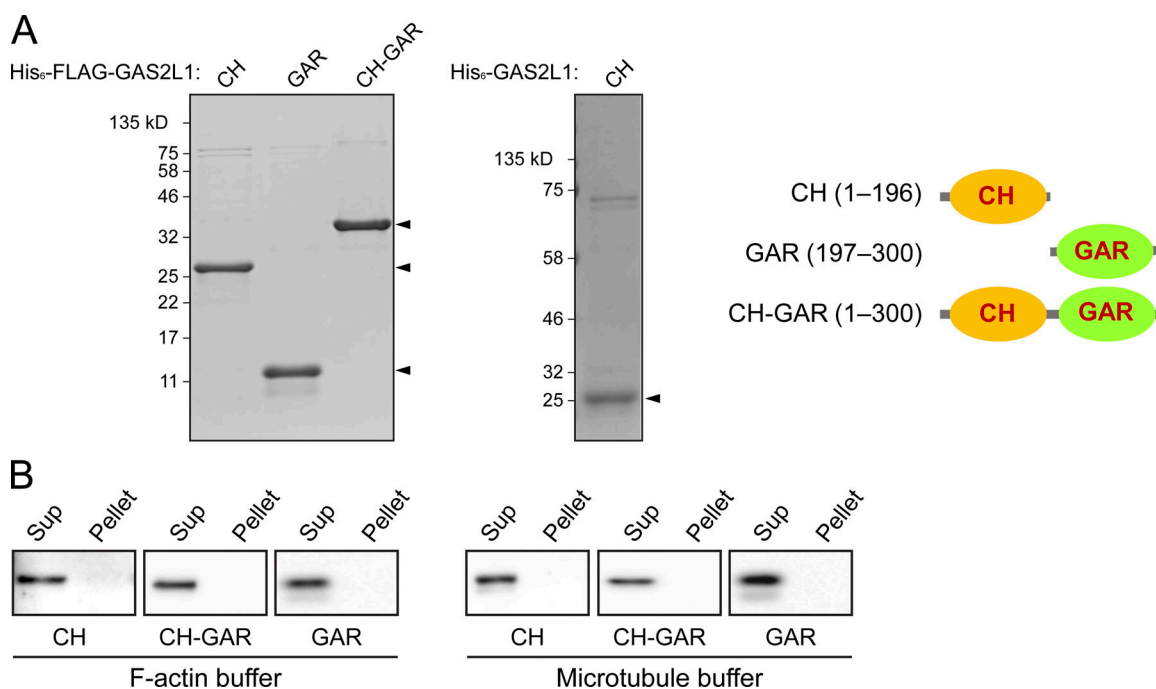 A
His₆-FLAG-GAS2L1: CH GAR CH-GAR
135 kD
75
58
46
32
25
22
17
11
His₆-GAS2L1: CH
135 kD
75
58
46
32
25
CH (1–196) CH
GAR (197–300) GAR
CH-GAR (1–300) CH GAR
B
Sup Pellet Sup Pellet Sup Pellet
CH CH-GAR GAR
F-actin buffer
Sup Pellet Sup Pellet Sup Pellet
CH CH-GAR GAR
Microtubule buffer